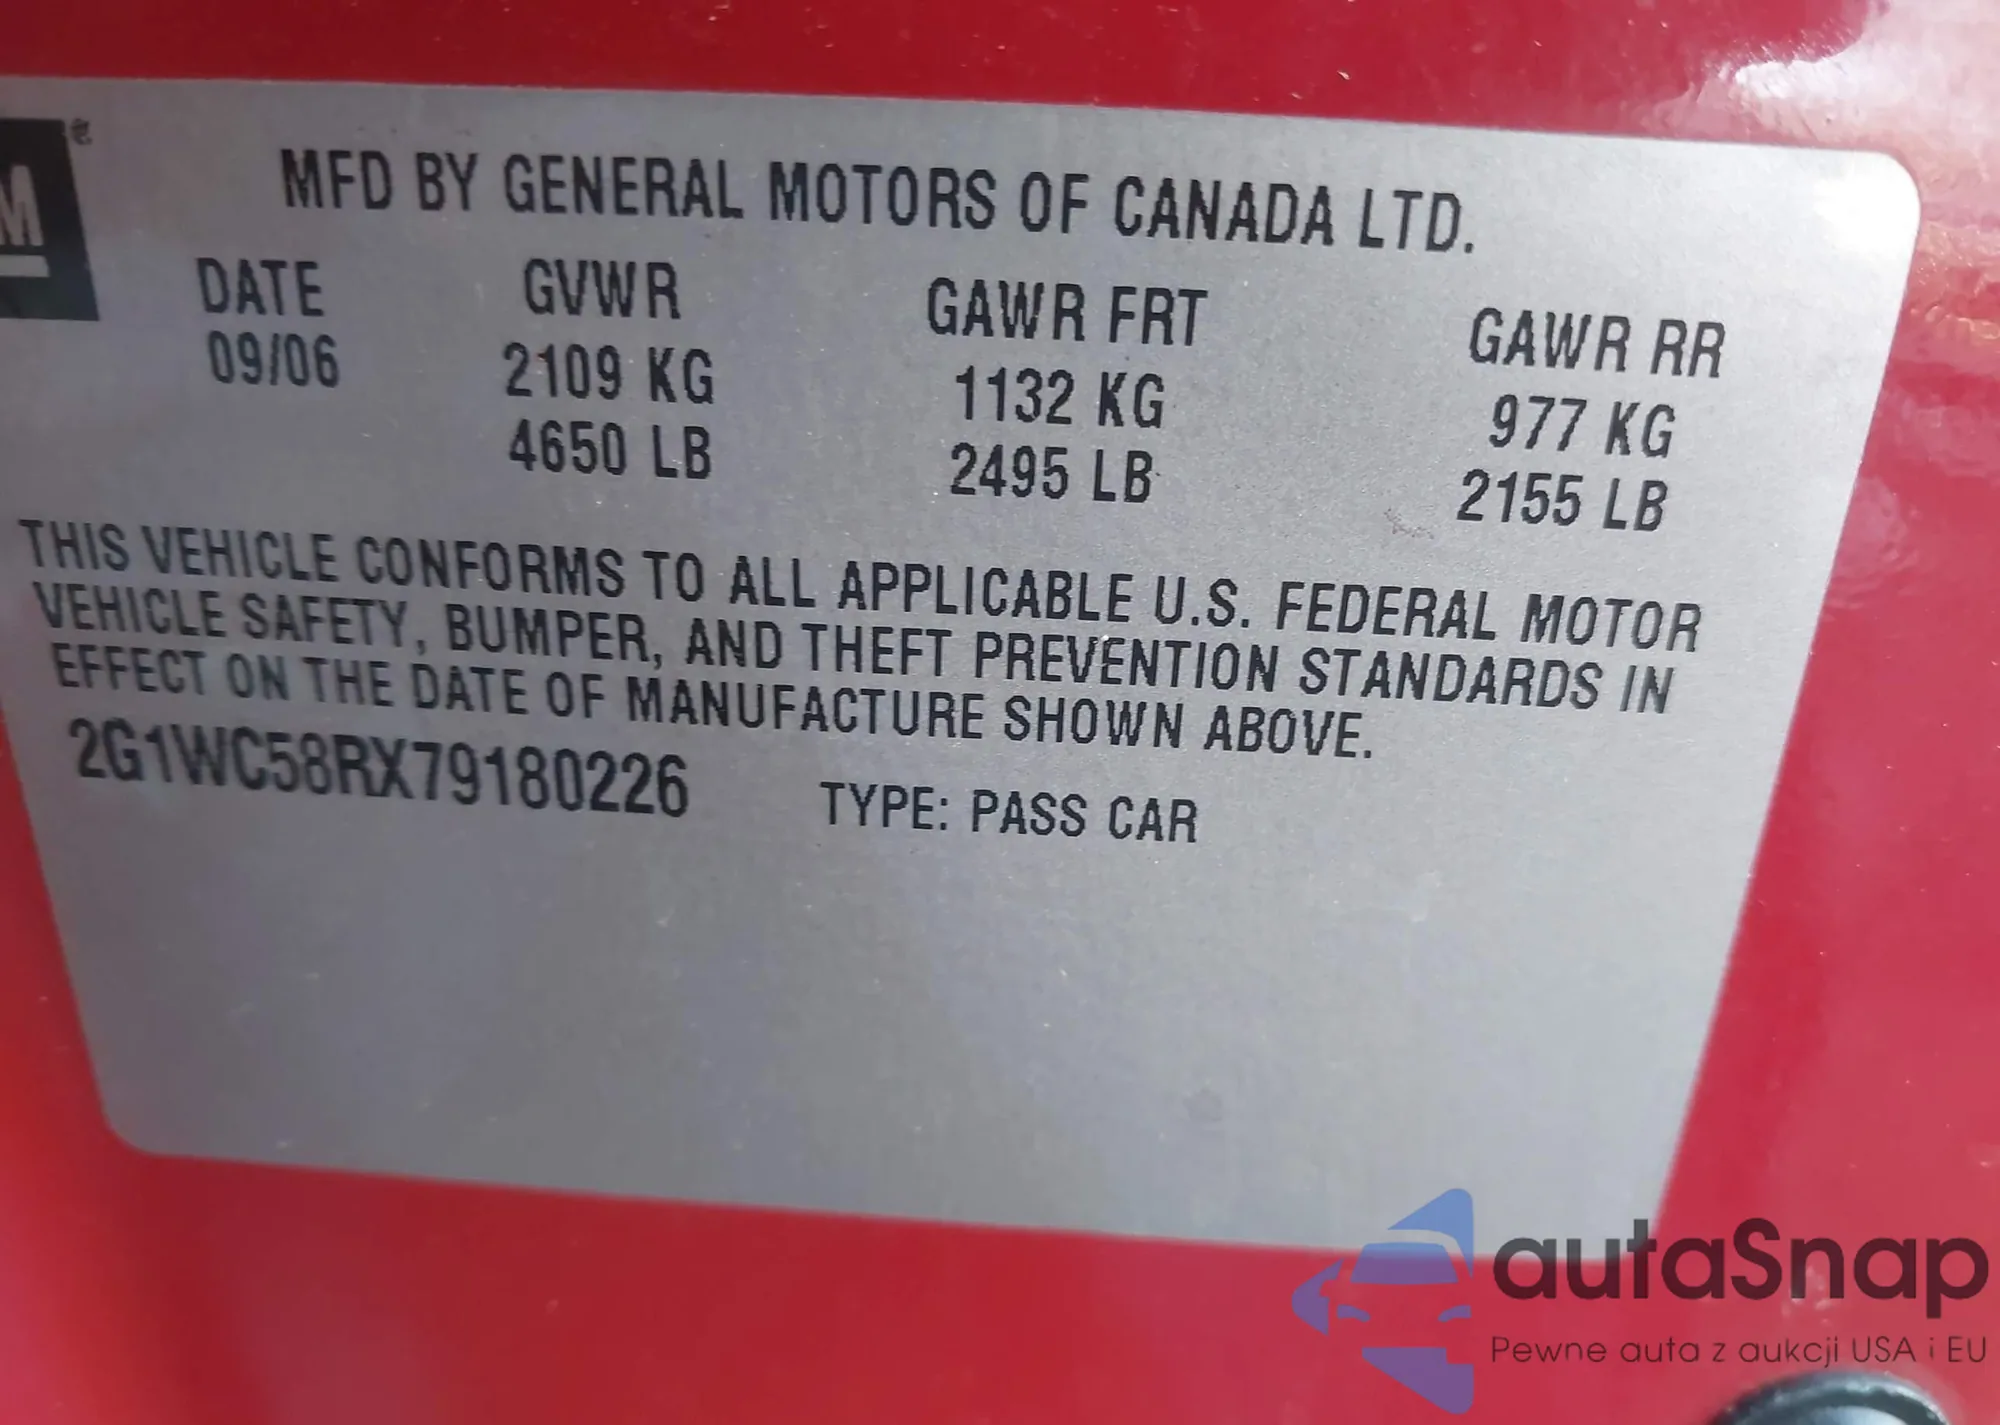 M
MFD BY GENERAL MOTORS OF CANADA LTD.
DATE GVWR GAWR FRT GAWR RR
09/06 2109 KG 1132 KG 977 KG
4650 LB 2495 LB 2155 LB
THIS VEHICLE CONFORMS TO ALL APPLICABLE U.S. FEDERAL MOTOR
VEHICLE SAFETY, BUMPER, AND THEFT PREVENTION STANDARDS IN
EFFECT ON THE DATE OF MANUFACTURE SHOWN ABOVE.
2G1WC58RX79180226 TYPE: PASS CAR
autaSnap
Pewne auta z aukcji USA i EU